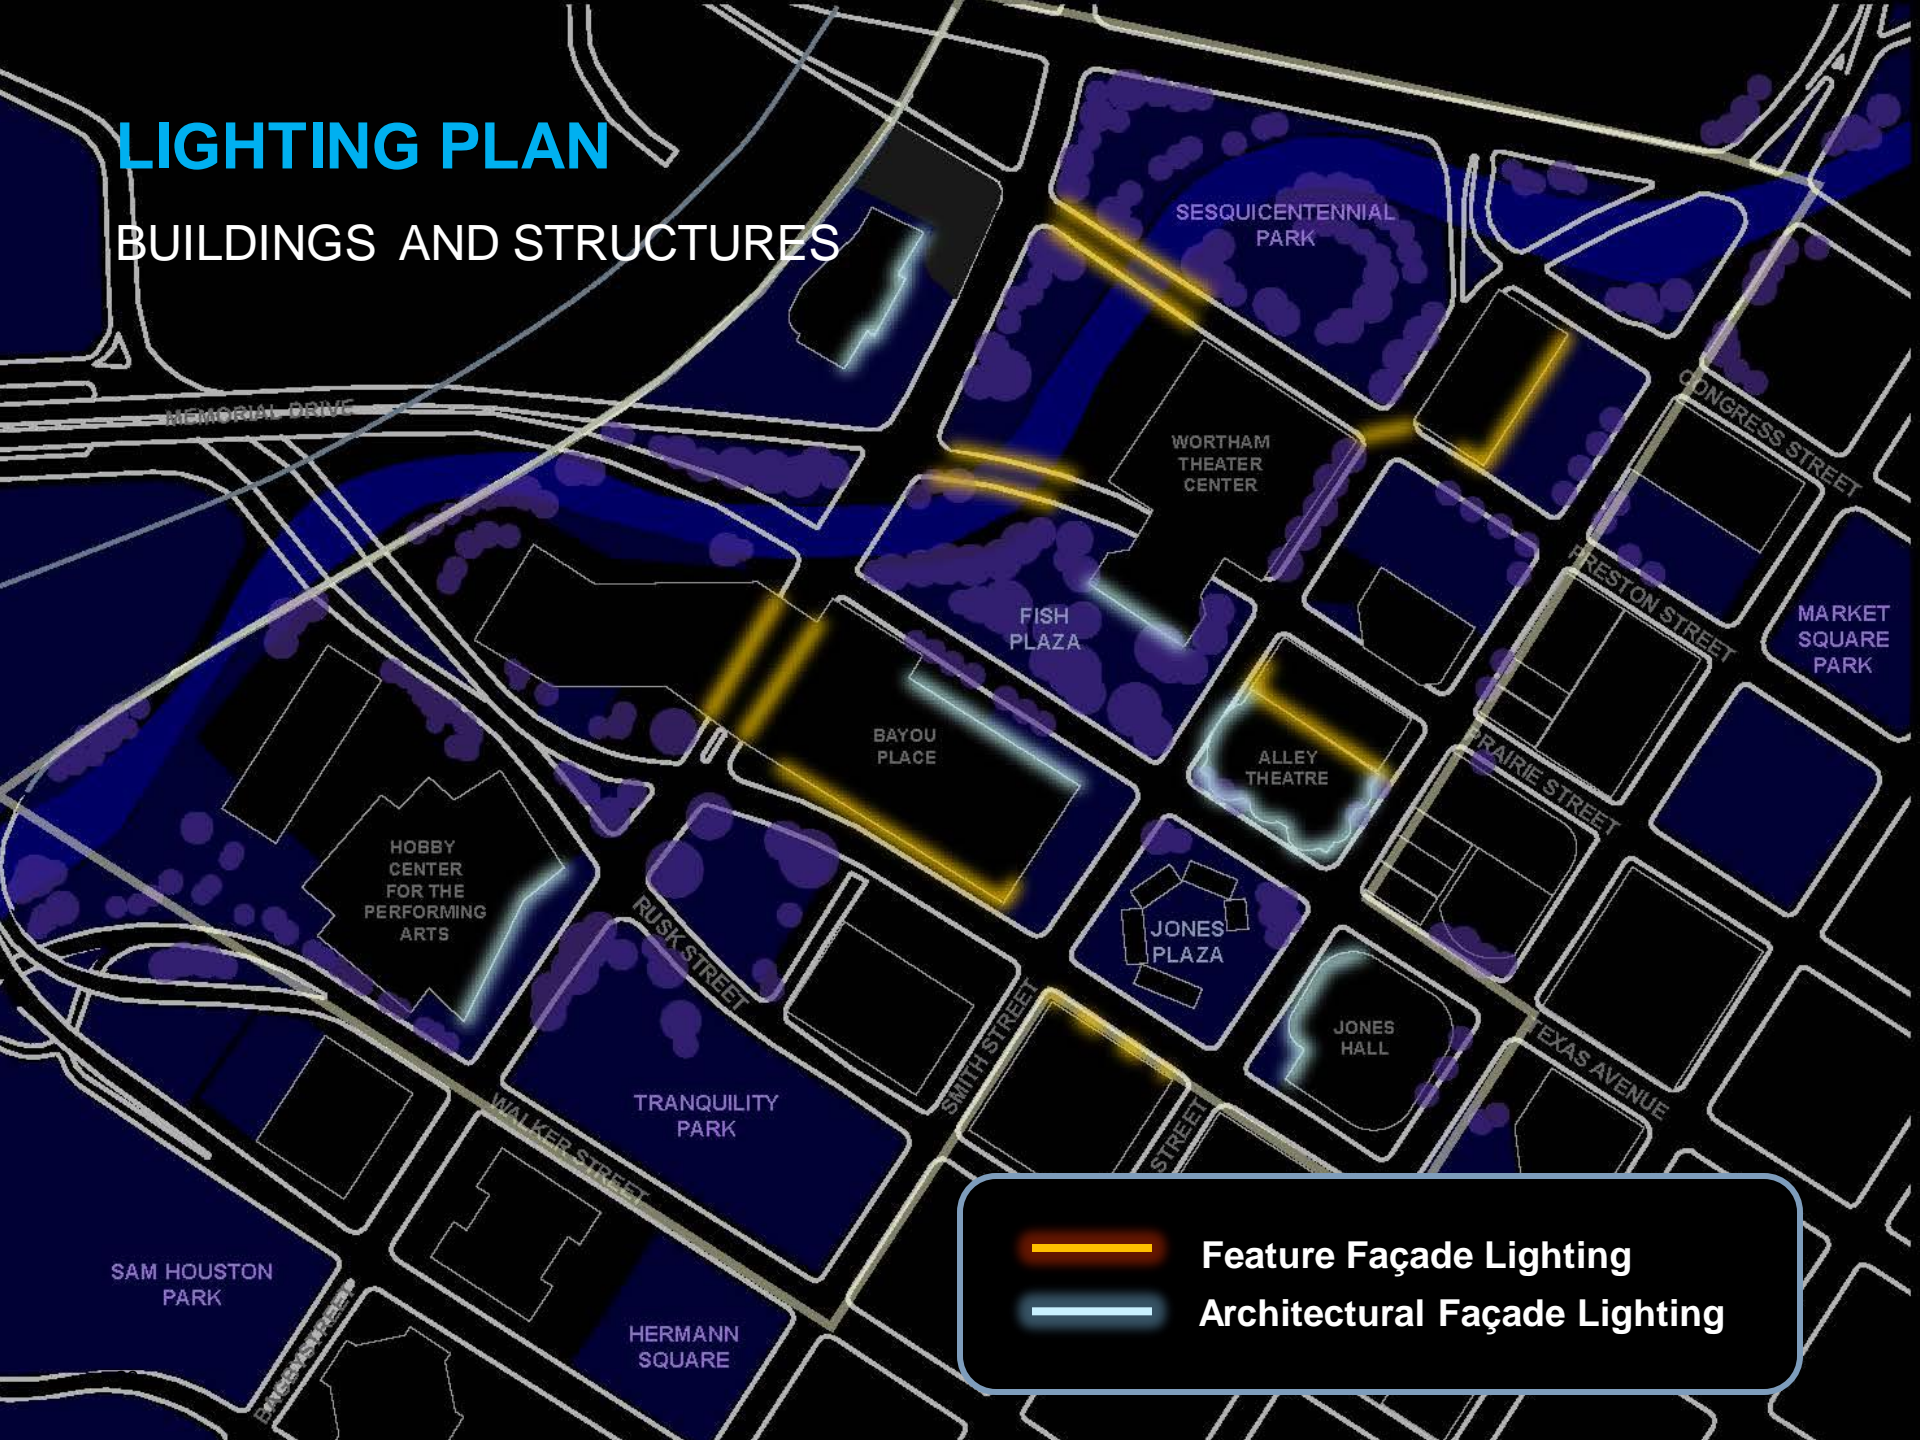 LIGHTING PLAN
BUILDINGS  AND STRUCTURES
SESQUICENTENNIAL
PARK
MEMORIAL DRIVE
CONGRESS STREET
WORTHAM
THEATER
CENTER
PRESTON STREET
FISH
PLAZA
MARKET
SQUARE
PARK
BAYOU
PLACE
ALLEY
THEATRE
PRAIRIE STREET
HOBBY
CENTER
FOR THE
PERFORMING
ARTS
RUSK STREET
JONES
PLAZA
SMITH STREET
JONES
HALL
TEXAS AVENUE
TRANQUILITY
PARK
WALKER STREET
STREET
SAM HOUSTON
PARK
HERMANN
SQUARE
STREET
Feature Façade Lighting
Architectural Façade Lighting